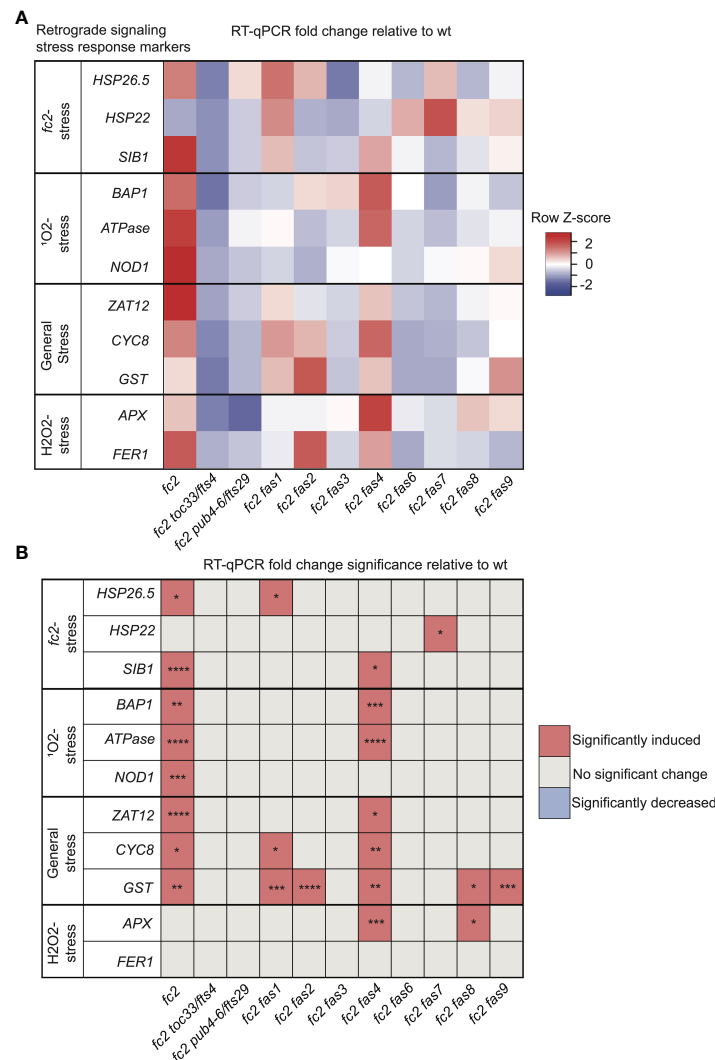 A
Retrograde signaling
stress response markers
RT-qPCR fold change relative to wt
fc2-
stress
HSP26.5
HSP22
SIB1
¹O2-
stress
BAP1
ATPase
NOD1
General
Stress
ZAT12
CYC8
GST
H2O2-
stress
APX
FER1
Row Z-score
2
0
-2
fc2
fc2 toc33/fts4
fc2 pub4-6/fts29
fc2 fas1
fc2 fas2
fc2 fas3
fc2 fas4
fc2 fas6
fc2 fas7
fc2 fas8
fc2 fas9
B
RT-qPCR fold change significance relative to wt
fc2-
stress
HSP26.5 * *
HSP22 *
SIB1 **** *
¹O2-
stress
BAP1 ** ***
ATPase **** ****
NOD1 ***
General
stress
ZAT12 **** *
CYC8 * * **
GST ** *** **** ** * ***
H2O2-
stress
APX *** *
FER1
Significantly induced
No significant change
Significantly decreased
fc2
fc2 toc33/fts4
fc2 pub4-6/fts29
fc2 fas1
fc2 fas2
fc2 fas3
fc2 fas4
fc2 fas6
fc2 fas7
fc2 fas8
fc2 fas9